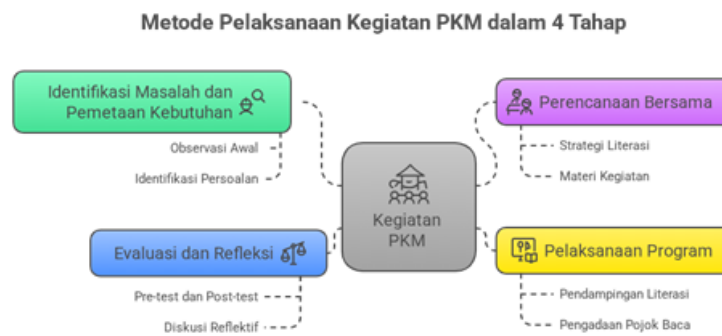 Metode Pelaksanaan Kegiatan PKM dalam 4 Tahap
Identifikasi Masalah dan
Pemetaan Kebutuhan
Observasi Awal
Identifikasi Persoalan
Perencanaan Bersama
Strategi Literasi
Materi Kegiatan
Kegiatan
PKM
Evaluasi dan Refleksi
Pre-test dan Post-test
Diskusi Reflektif
Pelaksanaan Program
Pendampingan Literasi
Pengadaan Pojok Baca